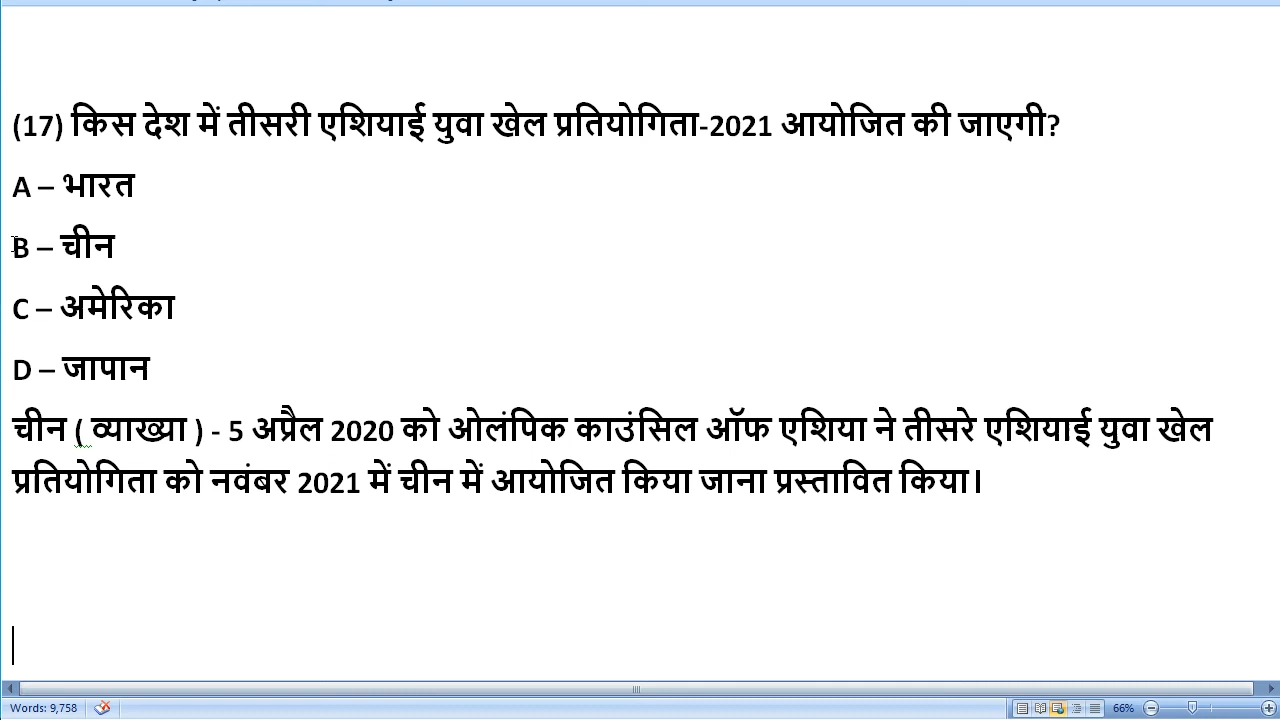 (17) किस देश में तीसरी एशियाई युवा खेल प्रतियोगिता-2021 आयोजित की जाएगी?
A – भारत
B – चीन
C – अमेरिका
D – जापान
चीन ( व्याख्या ) - 5 अप्रैल 2020 को ओलंपिक काउंसिल ऑफ एशिया ने तीसरे एशियाई युवा खेल
प्रतियोगिता को नवंबर 2021 में चीन में आयोजित किया जाना प्रस्तावित किया।
Words: 9,758
66%